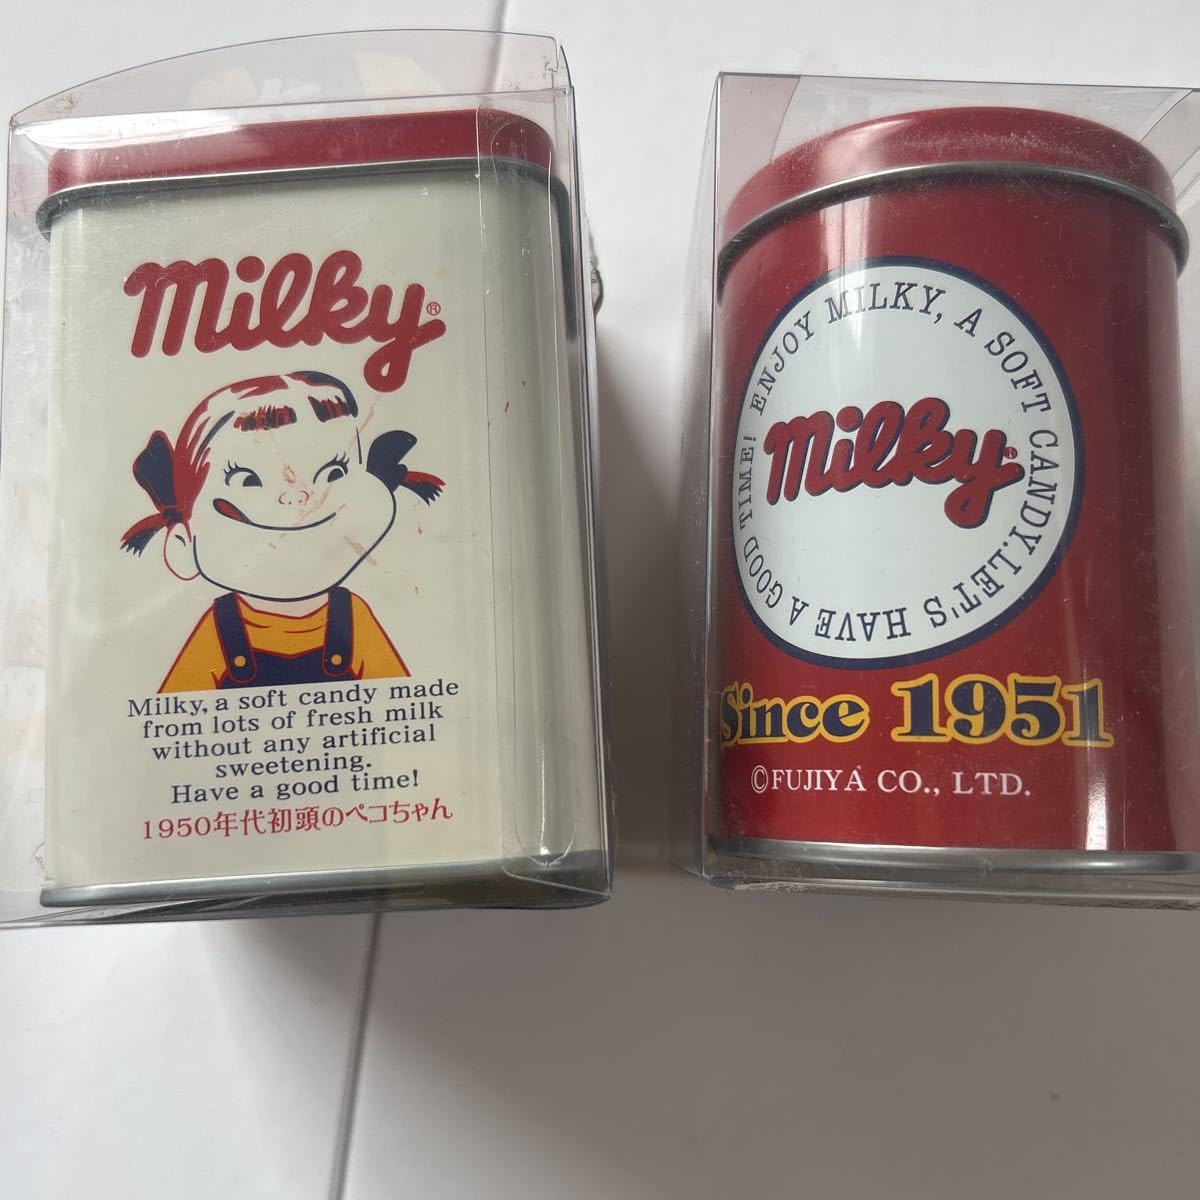 Milky®
Milky, a soft candy made
from lots of fresh milk
without any artificial
sweetening.
Have a good time!
1950年代初頭のペコちゃん
ENJOY MILKY, A SOFT CANDY. LET'S HAVE A GOOD TIME!
Milky®
Since 1951
©FUJIYA CO., LTD.